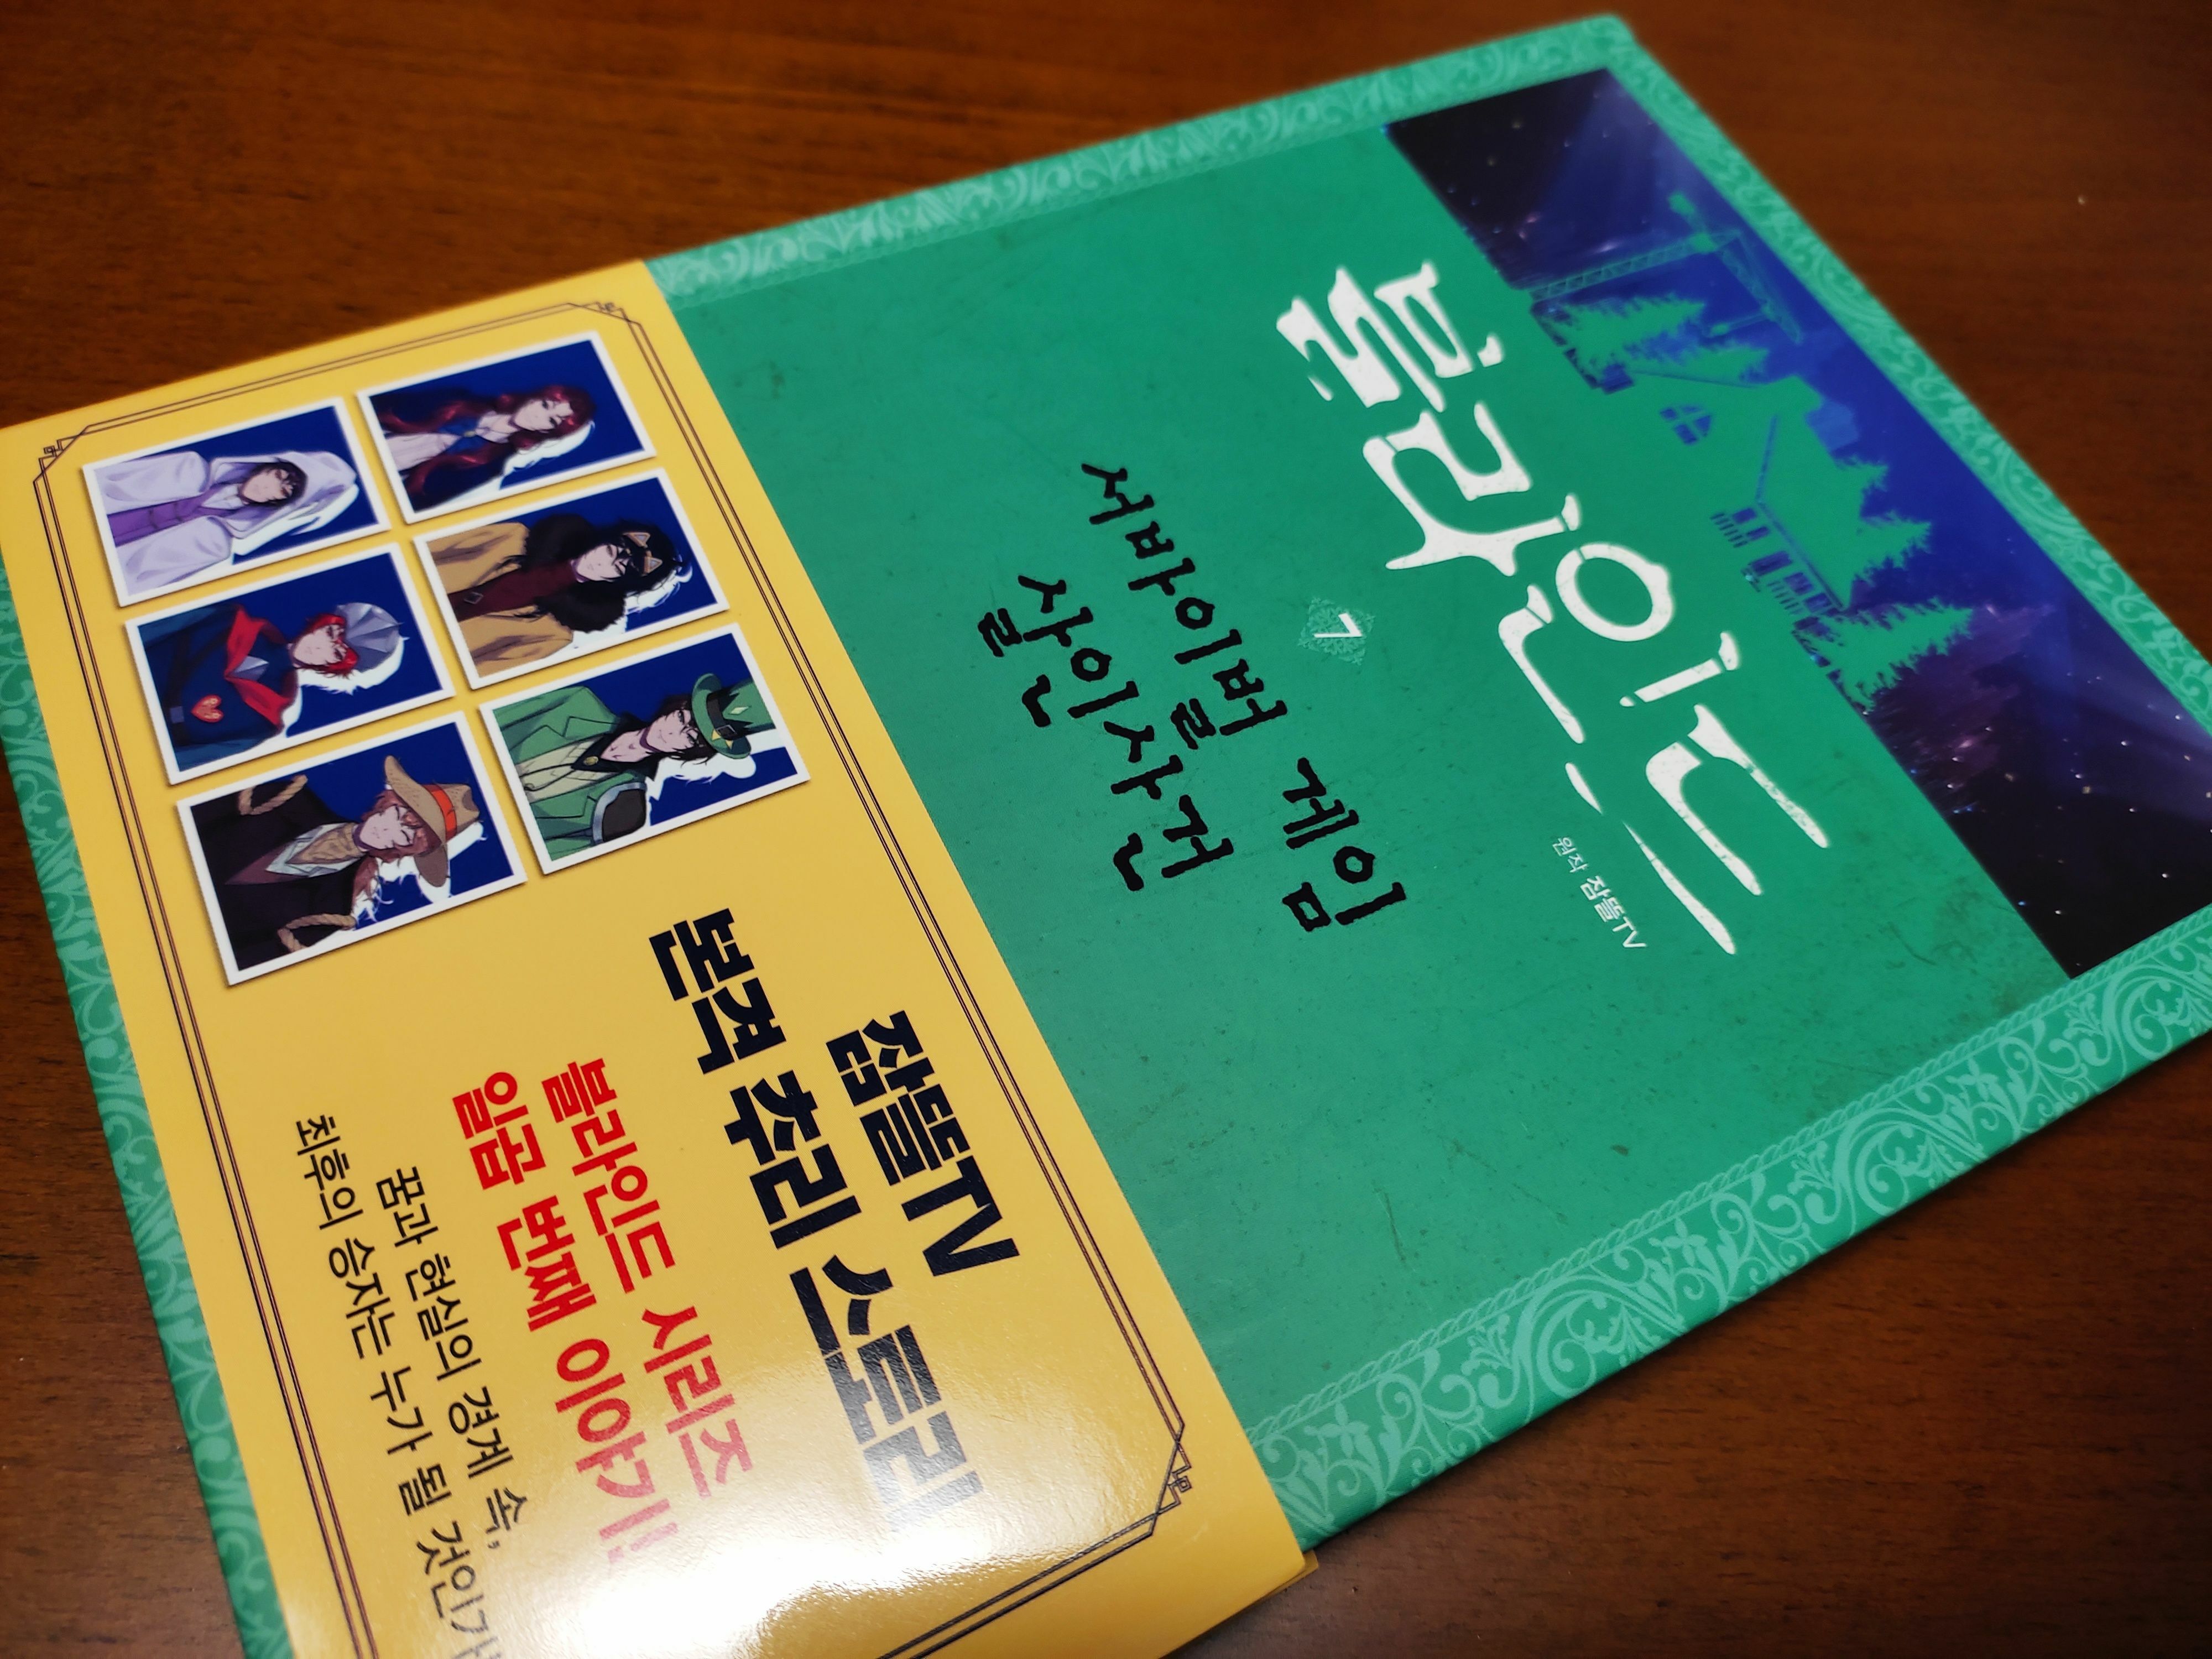 블라인드
원작 잠뜰TV
7
서바이벌 게임
살인사건
잠뜰TV
본격 추리 스토리
블라인드 시리즈
일곱 번째 이야기!!
꿈과 현실의 경계 속,
최후의 승자는 누가 될 것인가